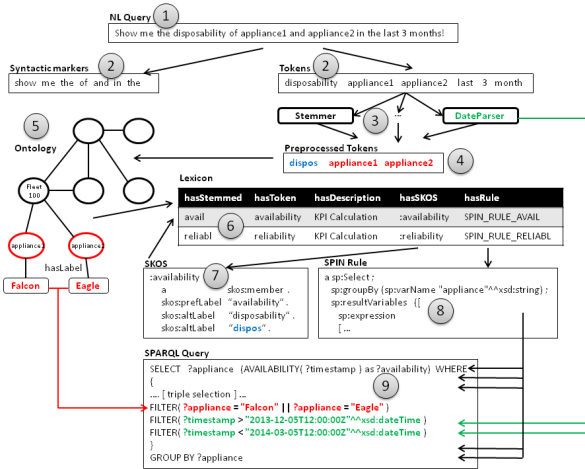 NL Query
1
Show me the disposability of appliance1 and appliance2 in the last 3 months!
Syntactic markers
2
show me the of and in the
Tokens
2
disposability appliance1 appliance2 last 3 month
Stemmer
3
...
DateParser
Preprocessed Tokens
dispos appliance1 appliance2
4
5
Ontology
Fleet
100
appliance1
appliance2
hasLabel
Falcon
Eagle
Lexicon
hasStemmed hasToken hasDescription hasSKOS hasRule
avail availability KPI Calculation :availability SPIN_RULE_AVAIL
reliabl reliability KPI Calculation :reliability SPIN_RULE_RELIABL
6
SKOS
:availability
7
a skos:member .
skos:prefLabel "availability" .
skos:altLabel "disposability" .
skos:altLabel "dispos" .
SPIN Rule
a sp:Select ;
sp:groupBy (sp:varName "appliance"^^xsd:string) ;
sp:resultVariables ([
sp:expression
[ ...
8
SPARQL Query
SELECT ?appliance (AVAILABILITY( ?timestamp ) as ?availability) WHERE
{
9
.... [ triple selection ] ...
FILTER( ?appliance = "Falcon" || ?appliance = "Eagle" )
FILTER( ?timestamp > "2013-12-05T12:00:00Z"^^xsd:dateTime )
FILTER( ?timestamp < "2014-03-05T12:00:00Z"^^xsd:dateTime )
}
GROUP BY ?appliance